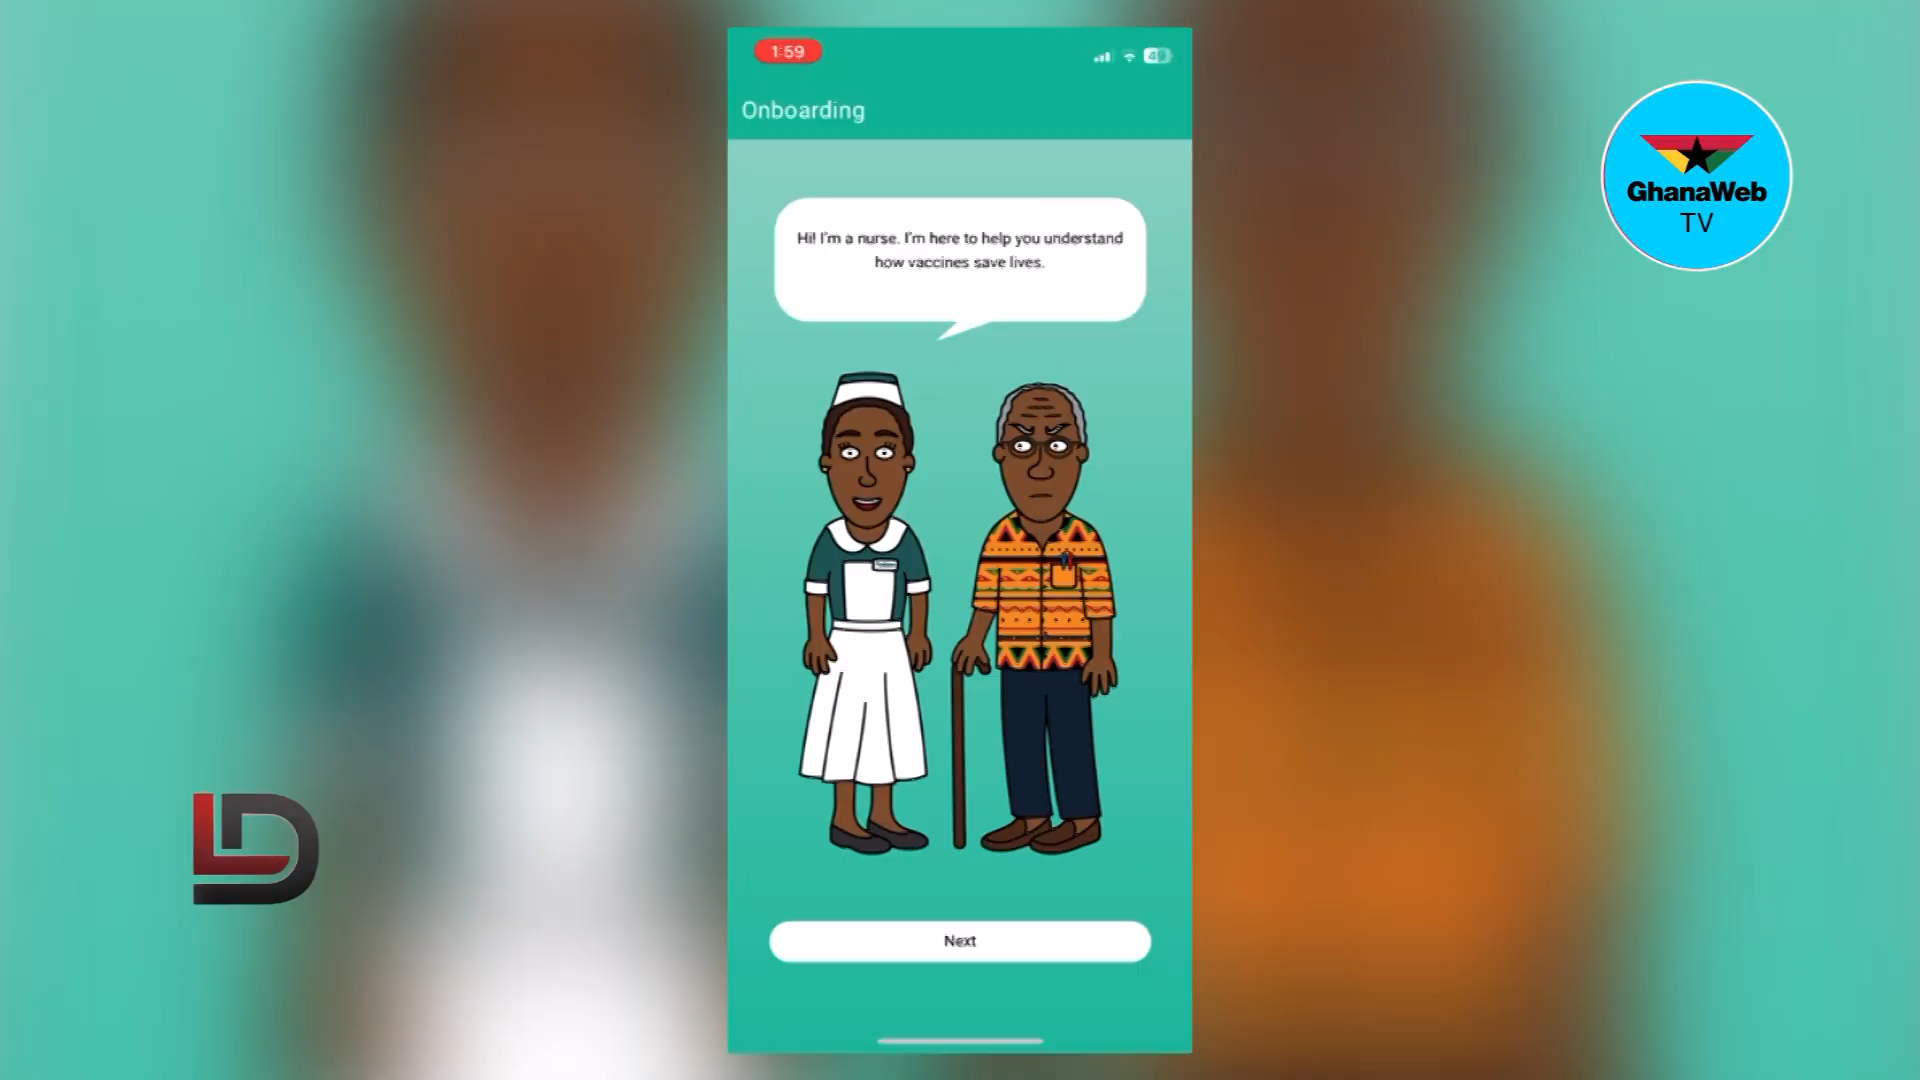 1:59
Onboarding
Hi! I'm a nurse. I'm here to help you understand
how vaccines save lives.
Next
GhanaWeb
TV